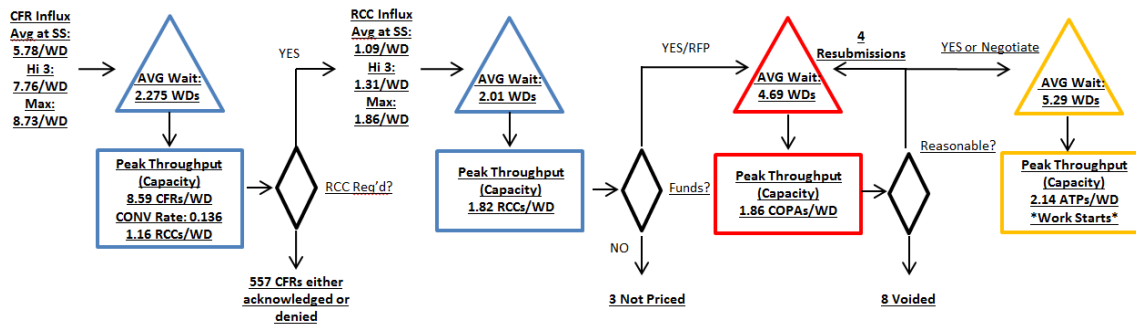 CFR Influx
Avg at SS:
5.78/WD
Hi 3:
7.76/WD
Max:
8.73/WD
AVG Wait:
2.275 WDs
Peak Throughput
(Capacity)
8.59 CFRs/WD
CONV Rate: 0.136
1.16 RCCs/WD
YES
RCC Req'd?
557 CFRs either
acknowledged or
denied
RCC Influx
Avg at SS:
1.09/WD
Hi 3:
1.31/WD
Max:
1.86/WD
AVG Wait:
2.01 WDs
Peak Throughput
(Capacity)
1.82 RCCs/WD
YES/RFP
Funds?
NO
3 Not Priced
AVG Wait:
4.69 WDs
Peak Throughput
(Capacity)
1.86 COPAs/WD
4
Resubmissions
Reasonable?
8 Voided
YES or Negotiate
AVG Wait:
5.29 WDs
Peak Throughput
(Capacity)
2.14 ATPs/WD
*Work Starts*